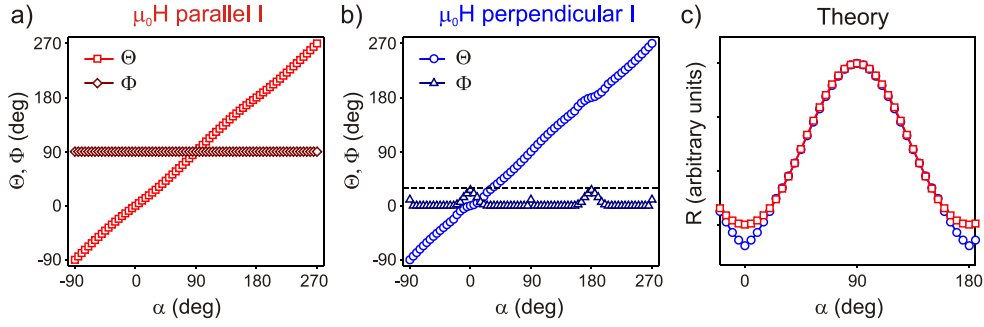 a)
μ₀H parallel I
270
180
90
0
-90
Θ, Φ (deg)
Θ
Φ
-90
0
90
180
270
α (deg)
b)
μ₀H perpendicular I
270
180
90
0
-90
Θ, Φ (deg)
Θ
Φ
-90
0
90
180
270
α (deg)
c)
Theory
R (arbitrary units)
0
90
180
α (deg)